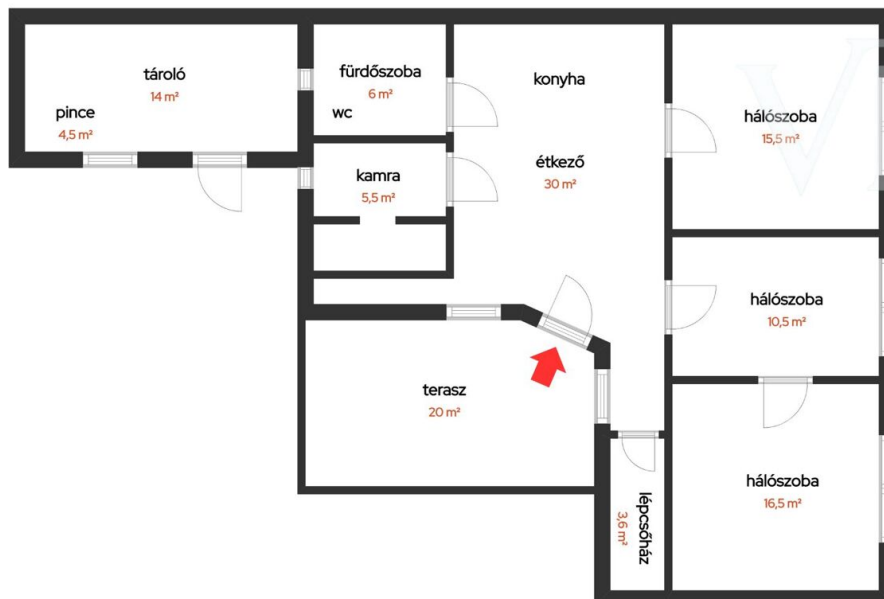 tároló
14 m²
pince
4,5 m²
fürdőszoba
6 m²
WC
kamra
5,5 m²
konyha
étkező
30 m²
hálószoba
15,5 m²
hálószoba
10,5 m²
terasz
20 m²
hálószoba
16,5 m²
lépcsőház
3,6 m²
V